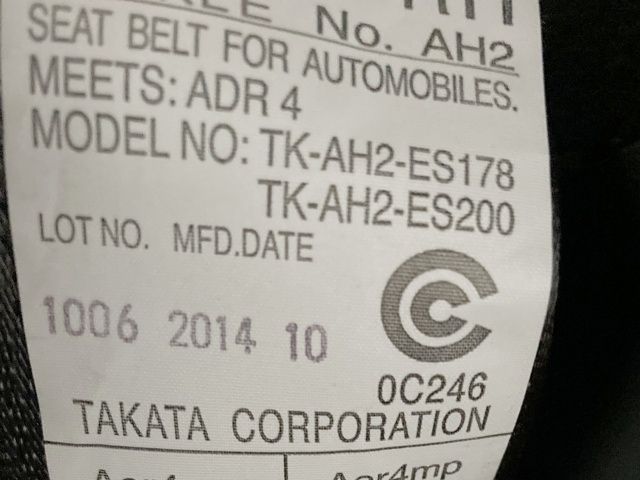 No. AH2
SEAT BELT FOR AUTOMOBILES.
MEETS: ADR 4
MODEL NO: TK-AH2-ES178
TK-AH2-ES200
LOT NO. MFD.DATE
1006 2014 10
0C246
TAKATA CORPORATION
Aor4mp